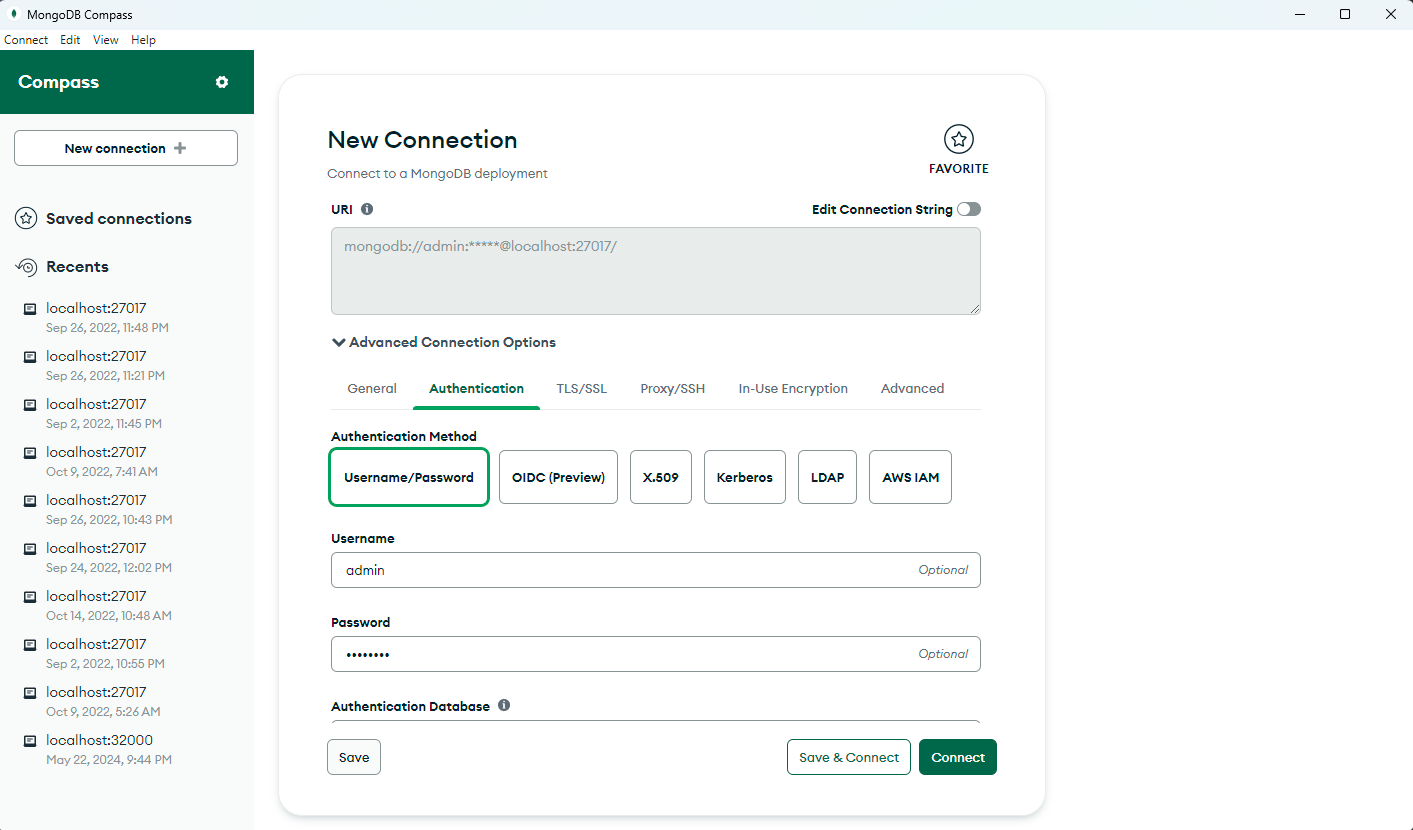 MongoDB Compass
Connect Edit View Help
Compass
New connection
Saved connections
Recents
localhost:27017
Sep 26, 2022, 11:48 PM
localhost:27017
Sep 26, 2022, 11:21 PM
localhost:27017
Sep 2, 2022, 11:45 PM
localhost:27017
Oct 9, 2022, 7:41 AM
localhost:27017
Sep 26, 2022, 10:43 PM
localhost:27017
Sep 24, 2022, 12:02 PM
localhost:27017
Oct 14, 2022, 10:48 AM
localhost:27017
Sep 2, 2022, 10:55 PM
localhost:27017
Oct 9, 2022, 5:26 AM
localhost:32000
May 22, 2024, 9:44 PM
New Connection
Connect to a MongoDB deployment
FAVORITE
URI
Edit Connection String
mongodb://admin:*****@localhost:27017/
Advanced Connection Options
General Authentication TLS/SSL Proxy/SSH In-Use Encryption Advanced
Authentication Method
Username/Password OIDC (Preview) X.509 Kerberos LDAP AWS IAM
Username
admin Optional
Password
•••••••• Optional
Authentication Database
Save Save & Connect Connect